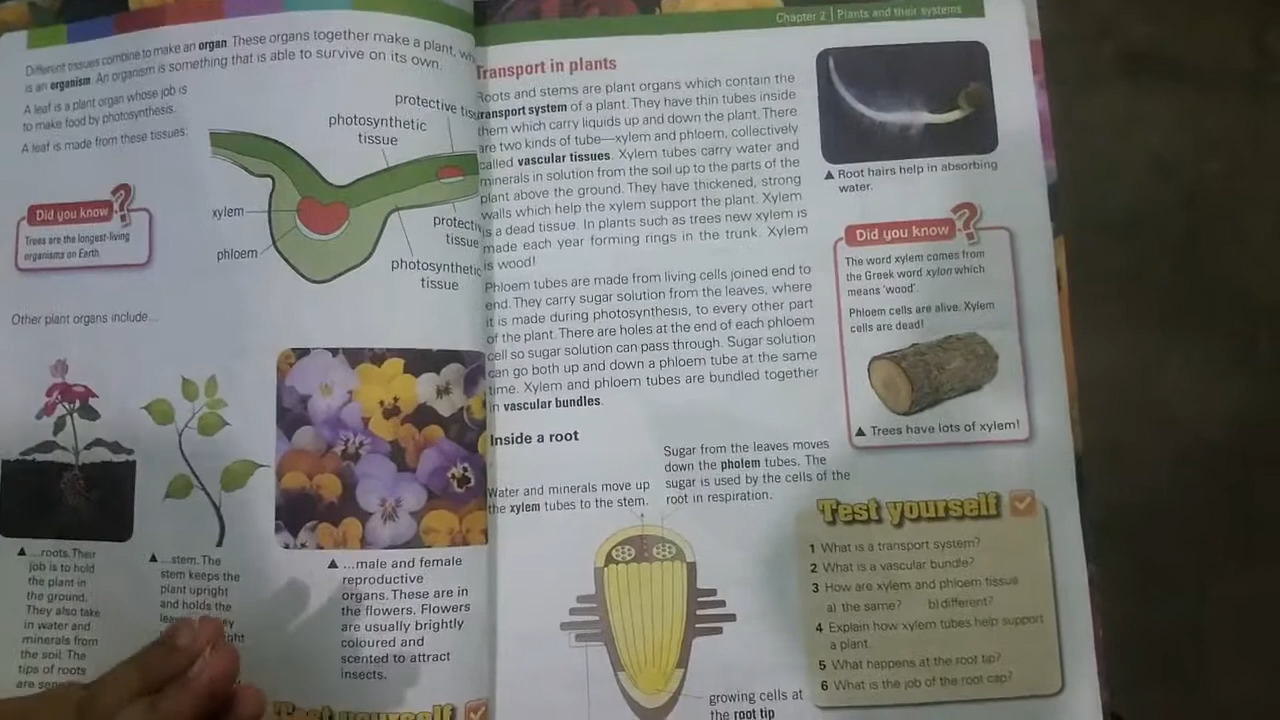 Different tissues combine to make an organ. These organs together make a plant,
is an organism. An organism is something that is able to survive on its own.
A leaf is a plant organ whose job is
to make food by photosynthesis.
A leaf is made from these tissues:
protective
photosynthetic
tissue
xylem
phloem
tissue
photosynthetic
tissue
Did you know
?
Trees are the longest-living
organisms on Earth.
Other plant organs include...
▲ ...roots. Their
job is to hold
the plant in
the ground.
They also take
in water and
minerals from
the soil. The
tips of roots
are
▲ ...stem. The
stem keeps the
plant upright
and holds the
▲ ...male and female
reproductive
organs. These are in
the flowers. Flowers
are usually brightly
coloured and
scented to attract
insects.
Test yourself
Chapter 2 | Plants and their systems
Transport in plants
Roots and stems are plant organs which contain the
transport system of a plant. They have thin tubes inside
them which carry liquids up and down the plant. There
are two kinds of tube—xylem and phloem, collectively
called vascular tissues. Xylem tubes carry water and
minerals in solution from the soil up to the parts of the
plant above the ground. They have thickened, strong
walls which help the xylem support the plant. Xylem
is a dead tissue. In plants such as trees new xylem is
made each year forming rings in the trunk. Xylem
is wood!
Phloem tubes are made from living cells joined end to
end. They carry sugar solution from the leaves, where
it is made during photosynthesis, to every other part
of the plant. There are holes at the end of each phloem
cell so sugar solution can pass through. Sugar solution
can go both up and down a phloem tube at the same
time. Xylem and phloem tubes are bundled together
in vascular bundles.
Inside a root
Water and minerals move up
the xylem tubes to the stem.
Sugar from the leaves moves
down the pholem tubes. The
sugar is used by the cells of the
root in respiration.
growing cells at
the root tip
▲ Root hairs help in absorbing
water.
Did you know
?
The word xylem comes from
the Greek word xylon which
means 'wood'.
Phloem cells are alive. Xylem
cells are dead!
▲ Trees have lots of xylem!
Test yourself
1 What is a transport system?
2 What is a vascular bundle?
3 How are xylem and phloem tissue
a) the same? b) different?
4 Explain how xylem tubes help support
a plant.
5 What happens at the root tip?
6 What is the job of the root cap?